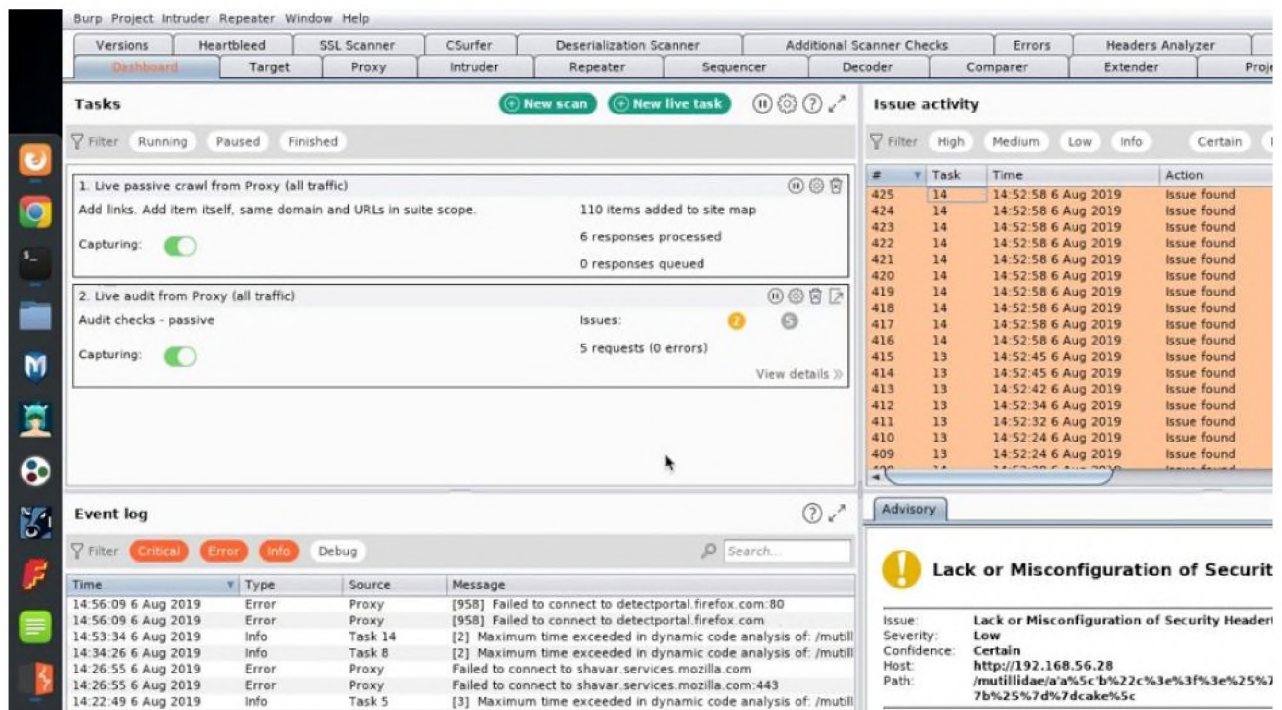 Burp Project Intruder Repeater Window Help
Versions Heartbleed SSL Scanner CSurfer Deserialization Scanner Additional Scanner Checks Errors Headers Analyzer
Dashboard Target Proxy Intruder Repeater Sequencer Decoder Comparer Extender Proje
Tasks
New scan New live task
Filter Running Paused Finished
1. Live passive crawl from Proxy (all traffic)
Add links. Add item itself, same domain and URLs in suite scope.
110 items added to site map
Capturing:
6 responses processed
0 responses queued
2. Live audit from Proxy (all traffic)
Audit checks - passive
Issues: 2 5
Capturing:
5 requests (0 errors)
View details
Issue activity
Filter High Medium Low Info Certain
# Task Time Action
425 14 14:52:58 6 Aug 2019 Issue found
424 14 14:52:58 6 Aug 2019 Issue found
423 14 14:52:58 6 Aug 2019 Issue found
422 14 14:52:58 6 Aug 2019 Issue found
421 14 14:52:58 6 Aug 2019 Issue found
420 14 14:52:58 6 Aug 2019 Issue found
419 14 14:52:58 6 Aug 2019 Issue found
418 14 14:52:58 6 Aug 2019 Issue found
417 14 14:52:58 6 Aug 2019 Issue found
416 14 14:52:58 6 Aug 2019 Issue found
415 13 14:52:45 6 Aug 2019 Issue found
414 13 14:52:45 6 Aug 2019 Issue found
413 13 14:52:42 6 Aug 2019 Issue found
412 13 14:52:34 6 Aug 2019 Issue found
411 13 14:52:32 6 Aug 2019 Issue found
410 13 14:52:24 6 Aug 2019 Issue found
409 13 14:52:24 6 Aug 2019 Issue found
Event log
Filter Critical Error Info Debug Search...
Time Type Source Message
14:56:09 6 Aug 2019 Error Proxy [958] Failed to connect to detectportal.firefox.com:80
14:56:09 6 Aug 2019 Error Proxy [958] Failed to connect to detectportal.firefox.com
14:53:34 6 Aug 2019 Info Task 14 [2] Maximum time exceeded in dynamic code analysis of: /mutill
14:34:26 6 Aug 2019 Info Task 8 [2] Maximum time exceeded in dynamic code analysis of: /mutill
14:26:55 6 Aug 2019 Error Proxy Failed to connect to shavar.services.mozilla.com
14:26:55 6 Aug 2019 Error Proxy Failed to connect to shavar.services.mozilla.com:443
14:22:49 6 Aug 2019 Info Task 5 [3] Maximum time exceeded in dynamic code analysis of: /mutill
Advisory
Lack or Misconfiguration of Securit
Issue: Lack or Misconfiguration of Security Header
Severity: Low
Confidence: Certain
Host: http://192.168.56.28
Path: /mutillidae/a'a%5c'b%22c%3e%3f%3e%25%7
7b%25%7d%7dcake%5c